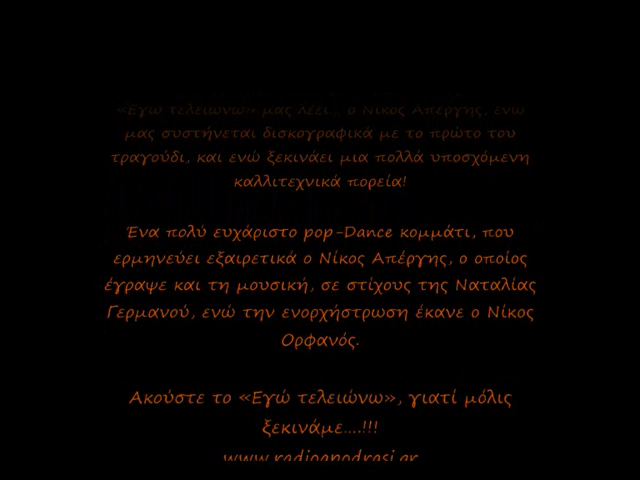 «Εγώ τελειώνω» μας λέει... ο Νίκος Απέργης, ενώ
μας συστήνεται δισκογραφικά με το πρώτο του
τραγούδι, και ενώ ξεκινάει μια πολλά υποσχόμενη
καλλιτεχνικά πορεία!
Ένα πολύ ευχάριστο pop-Dance κομμάτι, που
ερμηνεύει εξαιρετικά ο Νίκος Απέργης, ο οποίος
έγραψε και τη μουσική, σε στίχους της Ναταλίας
Γερμανού, ενώ την ενορχήστρωση έκανε ο Νίκος
Ορφανός.
Ακούστε το «Εγώ τελειώνω», γιατί μόλις
ξεκινάμε....!!!
www.radioapodrasi.gr